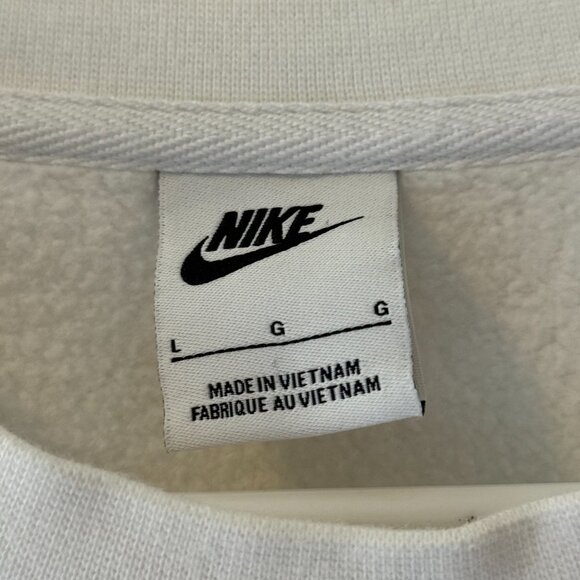 NIKE
L G G
MADE IN VIETNAM
FABRIQUE AU VIETNAM